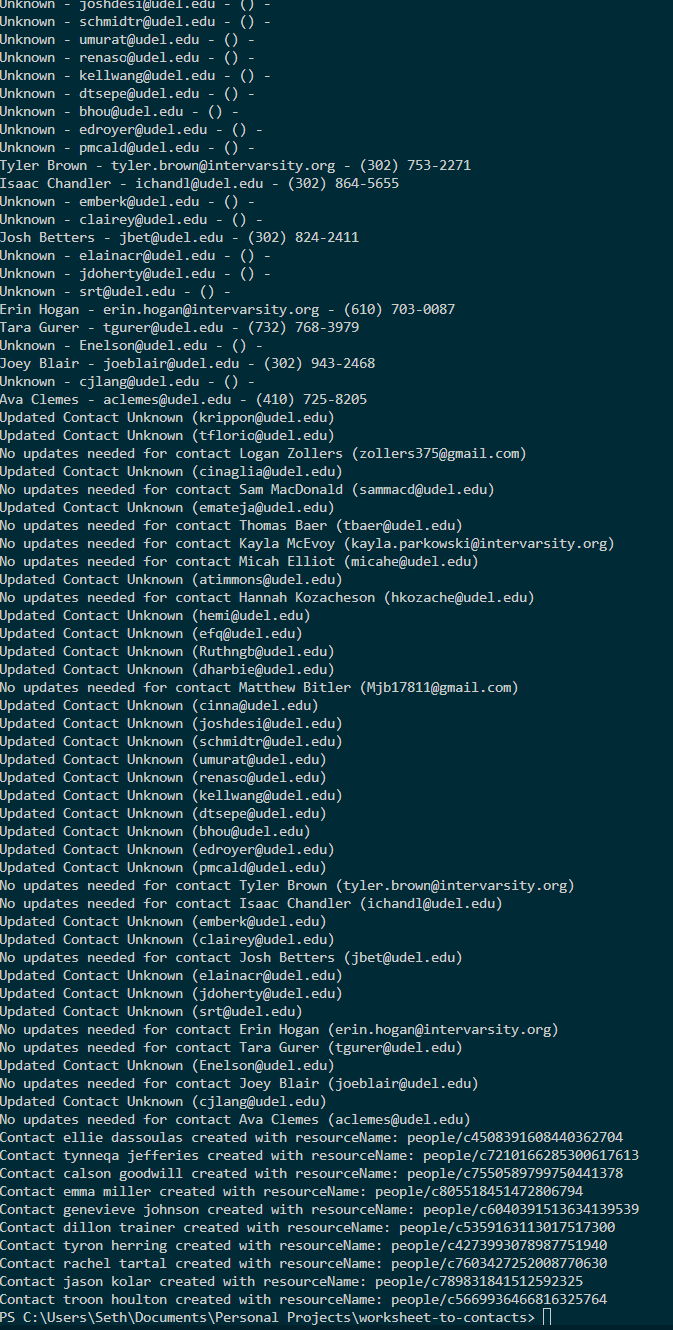 Unknown - joshdesi@udel.edu - () -
Unknown - schmidtr@udel.edu - () -
Unknown - umurat@udel.edu - () -
Unknown - renaso@udel.edu - () -
Unknown - kellwang@udel.edu - () -
Unknown - dtsepe@udel.edu - () -
Unknown - bhou@udel.edu - () -
Unknown - edroyer@udel.edu - () -
Unknown - pmcald@udel.edu - () -
Tyler Brown - tyler.brown@intervarsity.org - (302) 753-2271
Isaac Chandler - ichandl@udel.edu - (302) 864-5655
Unknown - emberk@udel.edu - () -
Unknown - clairey@udel.edu - () -
Josh Betters - jbet@udel.edu - (302) 824-2411
Unknown - elainacr@udel.edu - () -
Unknown - jdoherty@udel.edu - () -
Unknown - srt@udel.edu - () -
Erin Hogan - erin.hogan@intervarsity.org - (610) 703-0087
Tara Gurer - tgurer@udel.edu - (732) 768-3979
Unknown - Enelson@udel.edu - () -
Joey Blair - joeblair@udel.edu - (302) 943-2468
Unknown - cjlang@udel.edu - () -
Ava Clemes - aclemes@udel.edu - (410) 725-8205
Updated Contact Unknown (krippon@udel.edu)
Updated Contact Unknown (tflorio@udel.edu)
No updates needed for contact Logan Zollers (zollers375@gmail.com)
Updated Contact Unknown (cinaglia@udel.edu)
No updates needed for contact Sam MacDonald (sammacd@udel.edu)
Updated Contact Unknown (emateja@udel.edu)
No updates needed for contact Thomas Baer (tbaer@udel.edu)
No updates needed for contact Kayla McEvoy (kayla.parkowski@intervarsity.org)
No updates needed for contact Micah Elliot (micahe@udel.edu)
Updated Contact Unknown (atimmons@udel.edu)
No updates needed for contact Hannah Kozacheson (hkozache@udel.edu)
Updated Contact Unknown (hemi@udel.edu)
Updated Contact Unknown (efq@udel.edu)
Updated Contact Unknown (Ruthngb@udel.edu)
Updated Contact Unknown (dharbie@udel.edu)
No updates needed for contact Matthew Bitler (Mjb17811@gmail.com)
Updated Contact Unknown (cinna@udel.edu)
Updated Contact Unknown (joshdesi@udel.edu)
Updated Contact Unknown (schmidtr@udel.edu)
Updated Contact Unknown (umurat@udel.edu)
Updated Contact Unknown (renaso@udel.edu)
Updated Contact Unknown (kellwang@udel.edu)
Updated Contact Unknown (dtsepe@udel.edu)
Updated Contact Unknown (bhou@udel.edu)
Updated Contact Unknown (edroyer@udel.edu)
Updated Contact Unknown (pmcald@udel.edu)
No updates needed for contact Tyler Brown (tyler.brown@intervarsity.org)
No updates needed for contact Isaac Chandler (ichandl@udel.edu)
Updated Contact Unknown (emberk@udel.edu)
Updated Contact Unknown (clairey@udel.edu)
No updates needed for contact Josh Betters (jbet@udel.edu)
Updated Contact Unknown (elainacr@udel.edu)
Updated Contact Unknown (jdoherty@udel.edu)
Updated Contact Unknown (srt@udel.edu)
No updates needed for contact Erin Hogan (erin.hogan@intervarsity.org)
No updates needed for contact Tara Gurer (tgurer@udel.edu)
Updated Contact Unknown (Enelson@udel.edu)
No updates needed for contact Joey Blair (joeblair@udel.edu)
Updated Contact Unknown (cjlang@udel.edu)
No updates needed for contact Ava Clemes (aclemes@udel.edu)
Contact ellie dassoulas created with resourceName: people/c4508391608440362704
Contact tynneqa jefferies created with resourceName: people/c7210166285300617613
Contact calson goodwill created with resourceName: people/c7550589799750441378
Contact emma miller created with resourceName: people/c805518451472806794
Contact genevieve johnson created with resourceName: people/c6040391513634139539
Contact dillon trainer created with resourceName: people/c5359163113017517300
Contact tyron herring created with resourceName: people/c4273993078987751940
Contact rachel tartal created with resourceName: people/c7603427252008770630
Contact jason kolar created with resourceName: people/c789831841512592325
Contact troon houlton created with resourceName: people/c5669936466816325764
PS C:\Users\Seth\Documents\Personal Projects\worksheet-to-contacts>